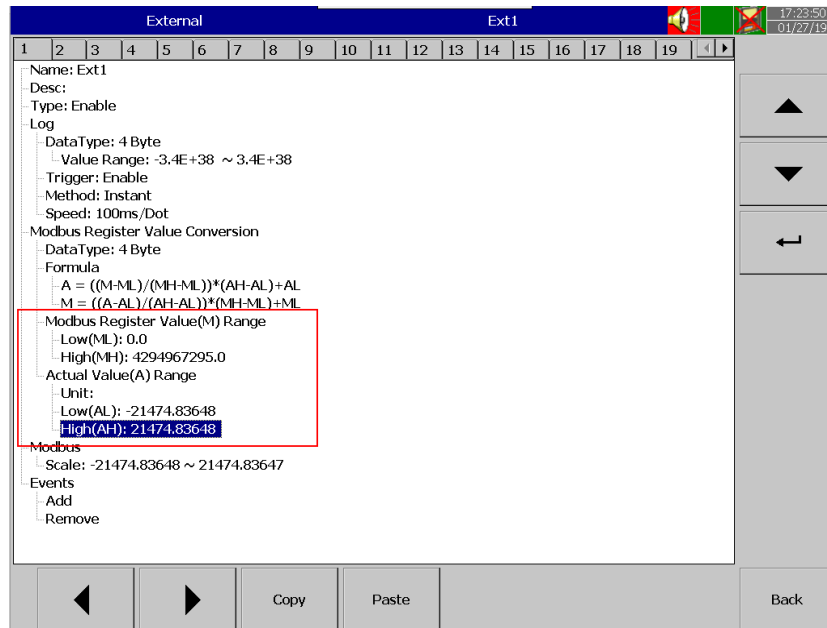 External
Ext1
17:23:50
01/27/19
1 2 3 4 5 6 7 8 9 10 11 12 13 14 15 16 17 18 19
Name: Ext1
Desc:
Type: Enable
Log
DataType: 4 Byte
Value Range: -3.4E+38 ~ 3.4E+38
Trigger: Enable
Method: Instant
Speed: 100ms/Dot
Modbus Register Value Conversion
DataType: 4 Byte
Formula
A = ((M-ML)/(MH-ML))*(AH-AL)+AL
M = ((A-AL)/(AH-AL))*(MH-ML)+ML
Modbus Register Value(M) Range
Low(ML): 0.0
High(MH): 4294967295.0
Actual Value(A) Range
Unit:
Low(AL): -21474.83648
High(AH): 21474.83648
Modbus
Scale: -21474.83648 ~ 21474.83647
Events
Add
Remove
Copy
Paste
Back